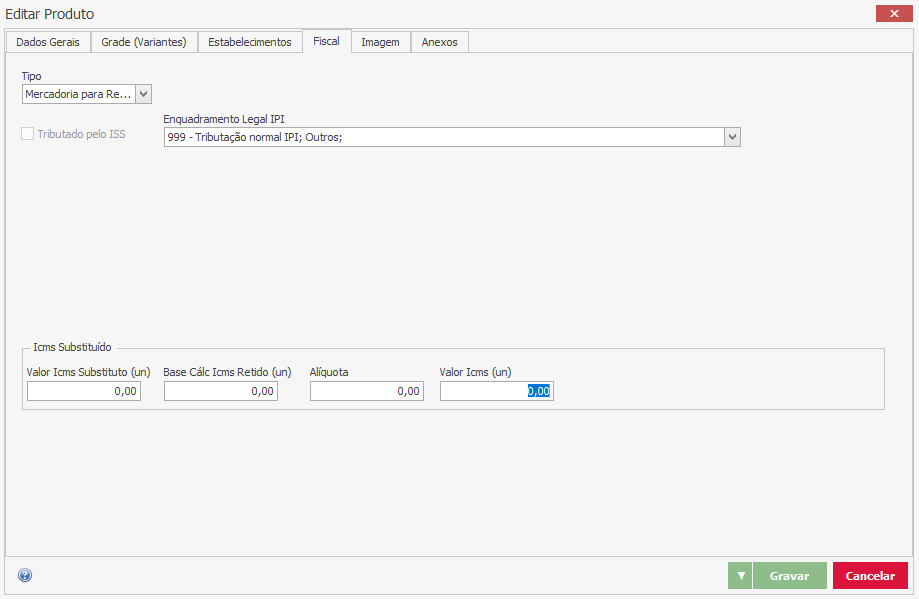 Editar Produto
Dados Gerais Grade (Variantes) Estabelecimentos Fiscal Imagem Anexos
Tipo
Mercadoria para Re...
Enquadramento Legal IPI
Tributado pelo ISS
999 - Tributação normal IPI; Outros;
Icms Substituído
Valor Icms Substituto (un) Base Cálc Icms Retido (un) Alíquota Valor Icms (un)
0,00 0,00 0,00 0,00
Gravar Cancelar